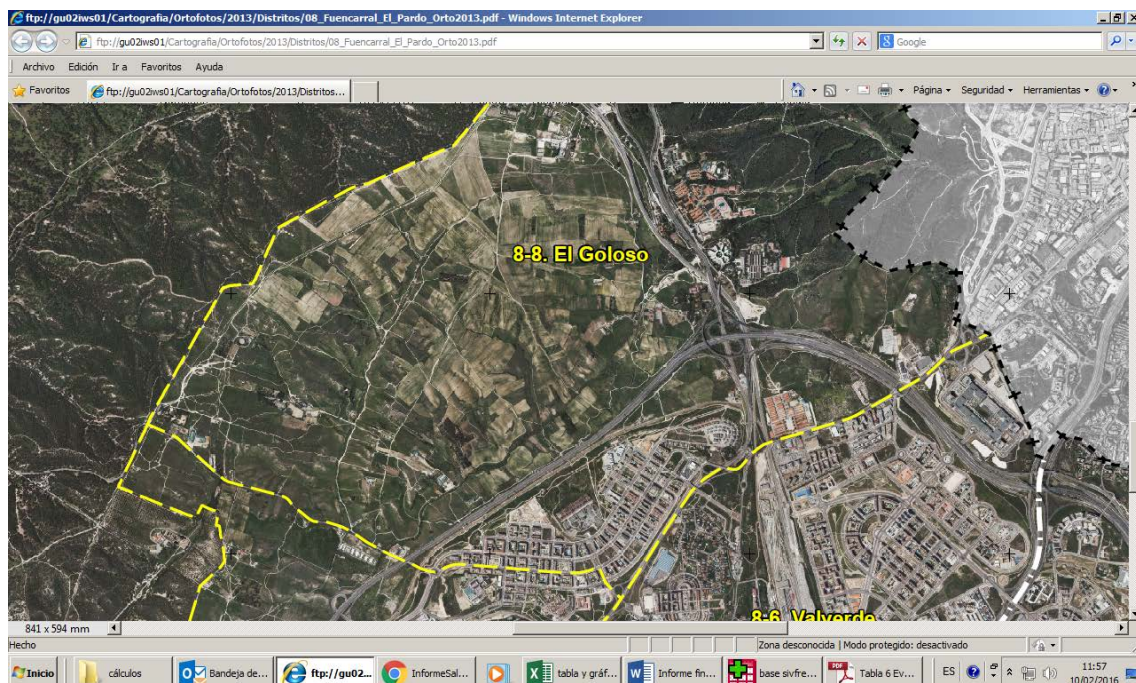 ftp://gu02iws01/Cartografia/Ortofotos/2013/Distritos/08_Fuencarral_El_Pardo_Orto2013.pdf - Windows Internet Explorer
ftp://gu02iws01/Cartografia/Ortofotos/2013/Distritos/08_Fuencarral_El_Pardo_Orto2013.pdf
Google
Archivo Edición Ir a Favoritos Ayuda
Favoritos ftp://gu02iws01/Cartografia/Ortofotos/2013/Distritos... Página Seguridad Herramientas
8-8. El Goloso
8-6. Valverde
841 x 594 mm
Hecho Zona desconocida | Modo protegido: desactivado
Inicio cálculos Bandeja de... ftp://gu02... InformeSal... tabla y gráf... Informe fin... base sivfre... Tabla 6 Ev... ES 11:57
10/02/2016